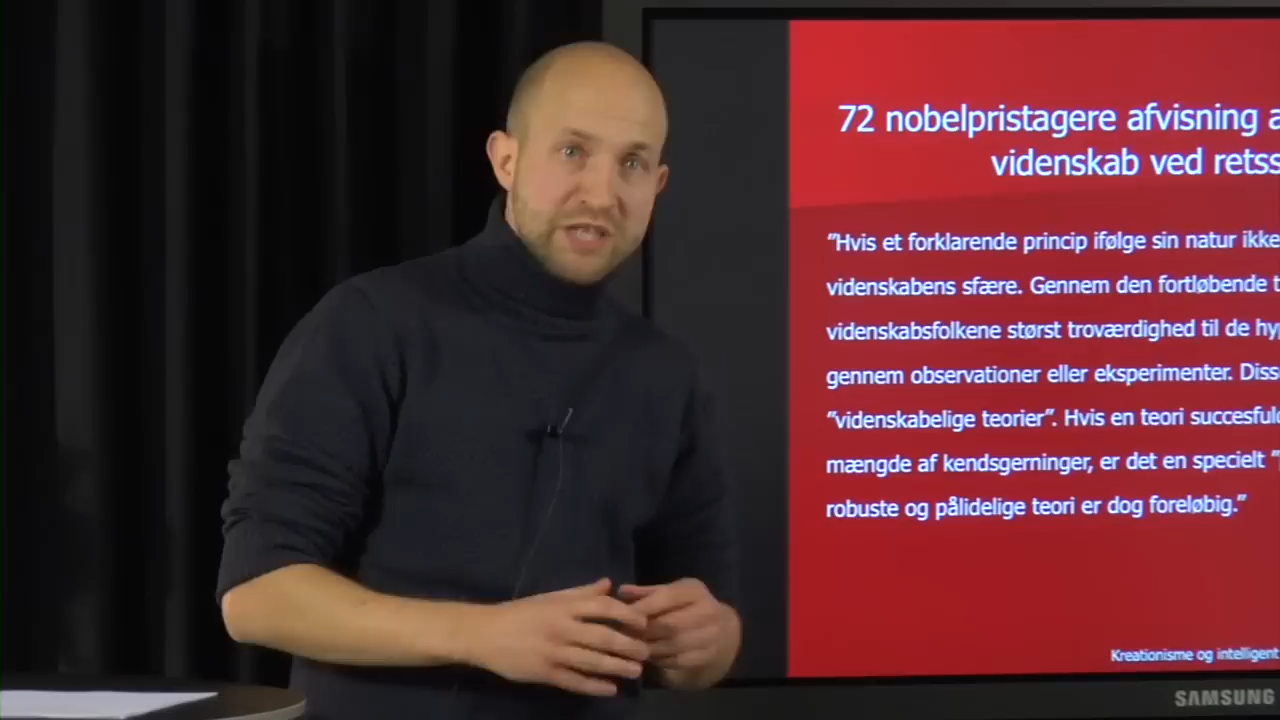 72 nobelpristagere afvisning a
videnskab ved retss
”Hvis et forklarende princip ifølge sin natur ikke
videnskabens sfære. Gennem den fortløbende t
videnskabsfolkene størst troværdighed til de hy
gennem observationer eller eksperimenter. Diss
”videnskabelige teorier”. Hvis en teori succesfuld
mængde af kendsgerninger, er det en specielt ”
robuste og pålidelige teori er dog foreløbig.”
Kreationisme og intelligent
SAMSUNG